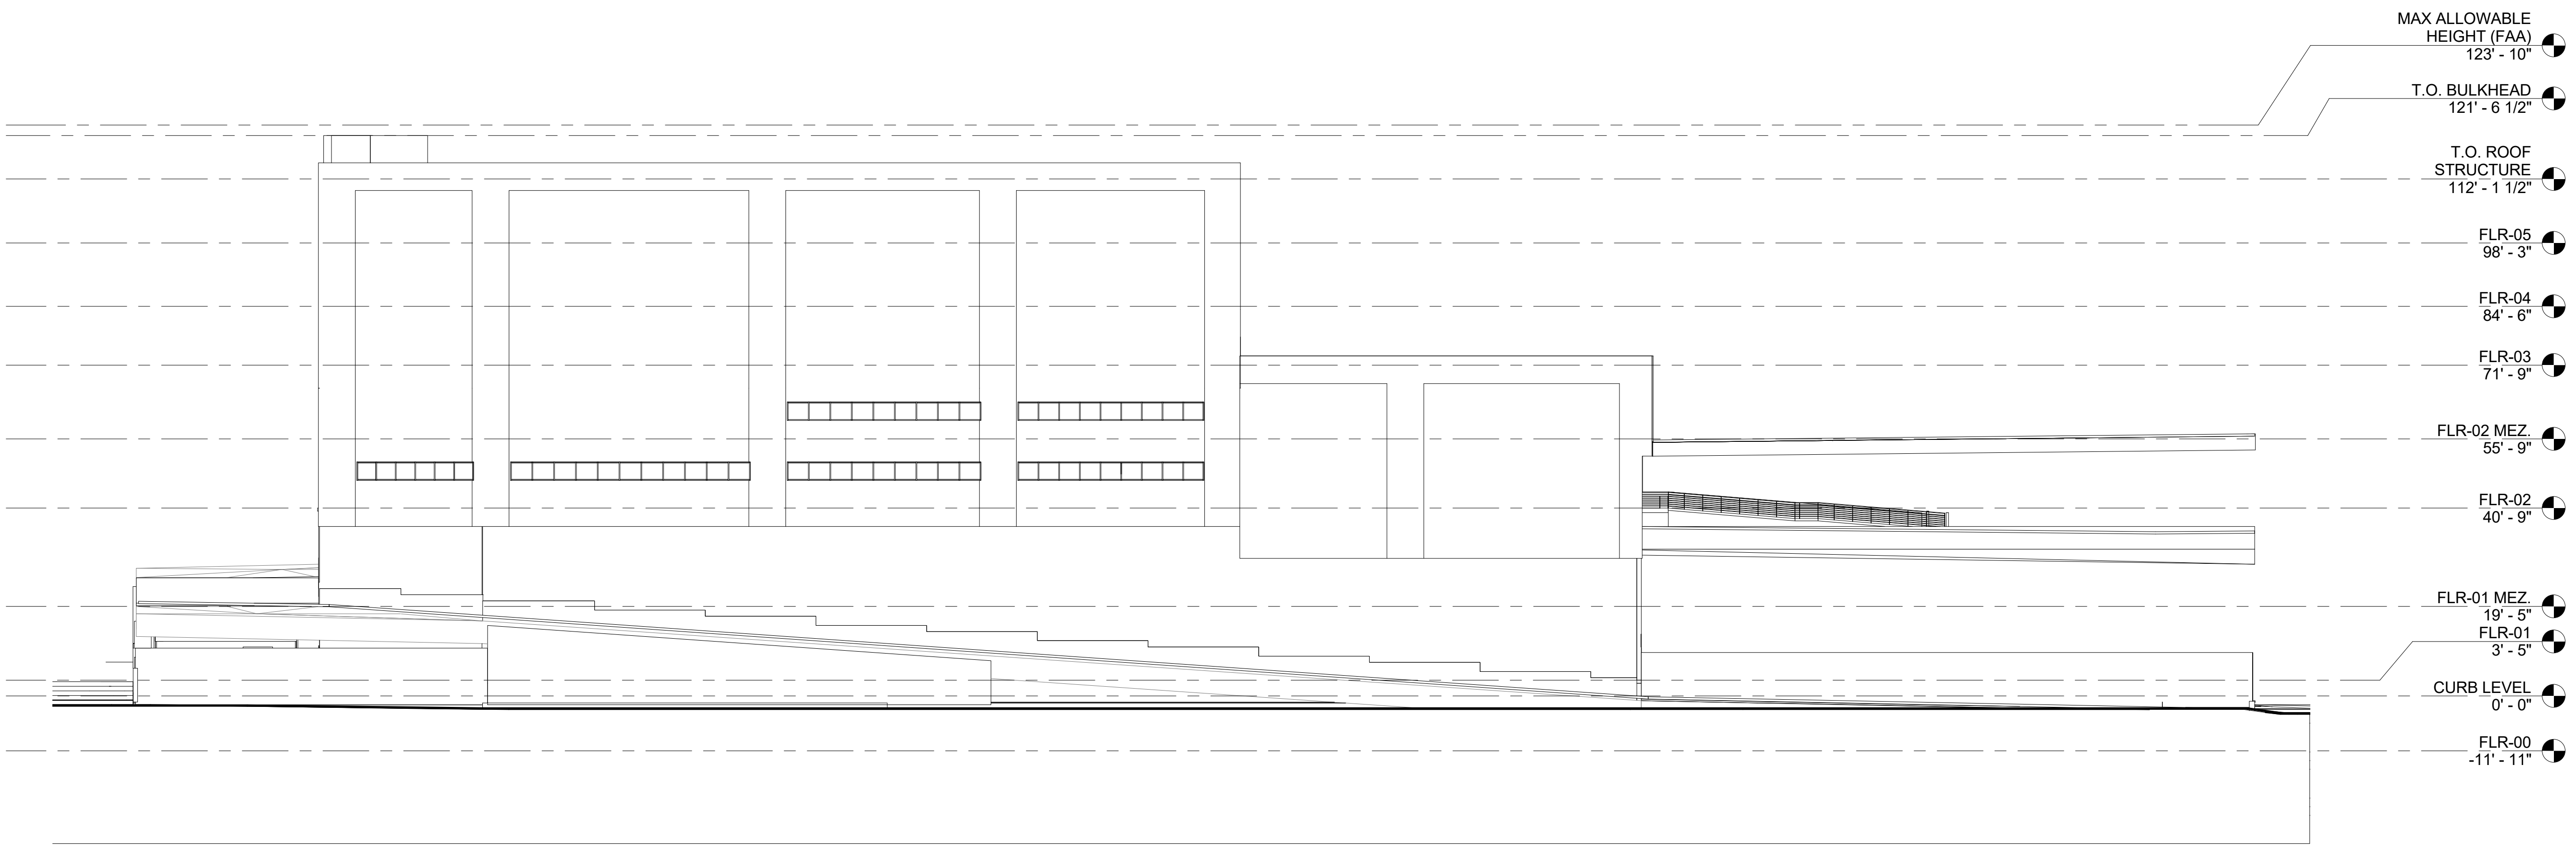 MAX ALLOWABLE
HEIGHT (FAA)
123' - 10"
T.O. BULKHEAD
121' - 6 1/2"
T.O. ROOF
STRUCTURE
112' - 1 1/2"
FLR-05
98' - 3"
FLR-04
84' - 6"
FLR-03
71' - 9"
FLR-02 MEZ.
55' - 9"
FLR-02
40' - 9"
FLR-01 MEZ.
19' - 5"
FLR-01
3' - 5"
CURB LEVEL
0' - 0"
FLR-00
-11' - 11"